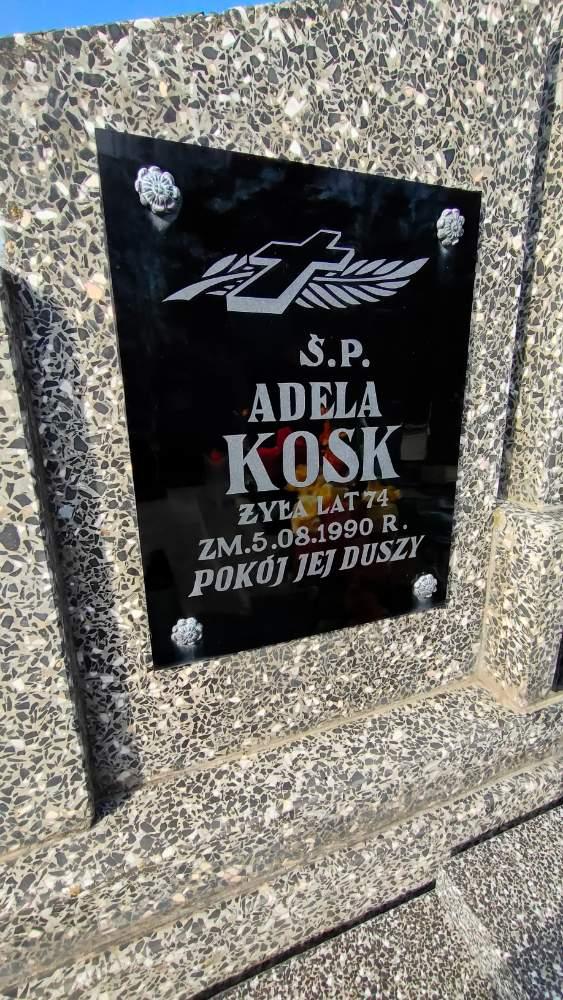 Ś.P.
ADELA
KOSK
ŻYŁA LAT 74
ZM.5.08.1990 R.
POKÓJ JEJ DUSZY